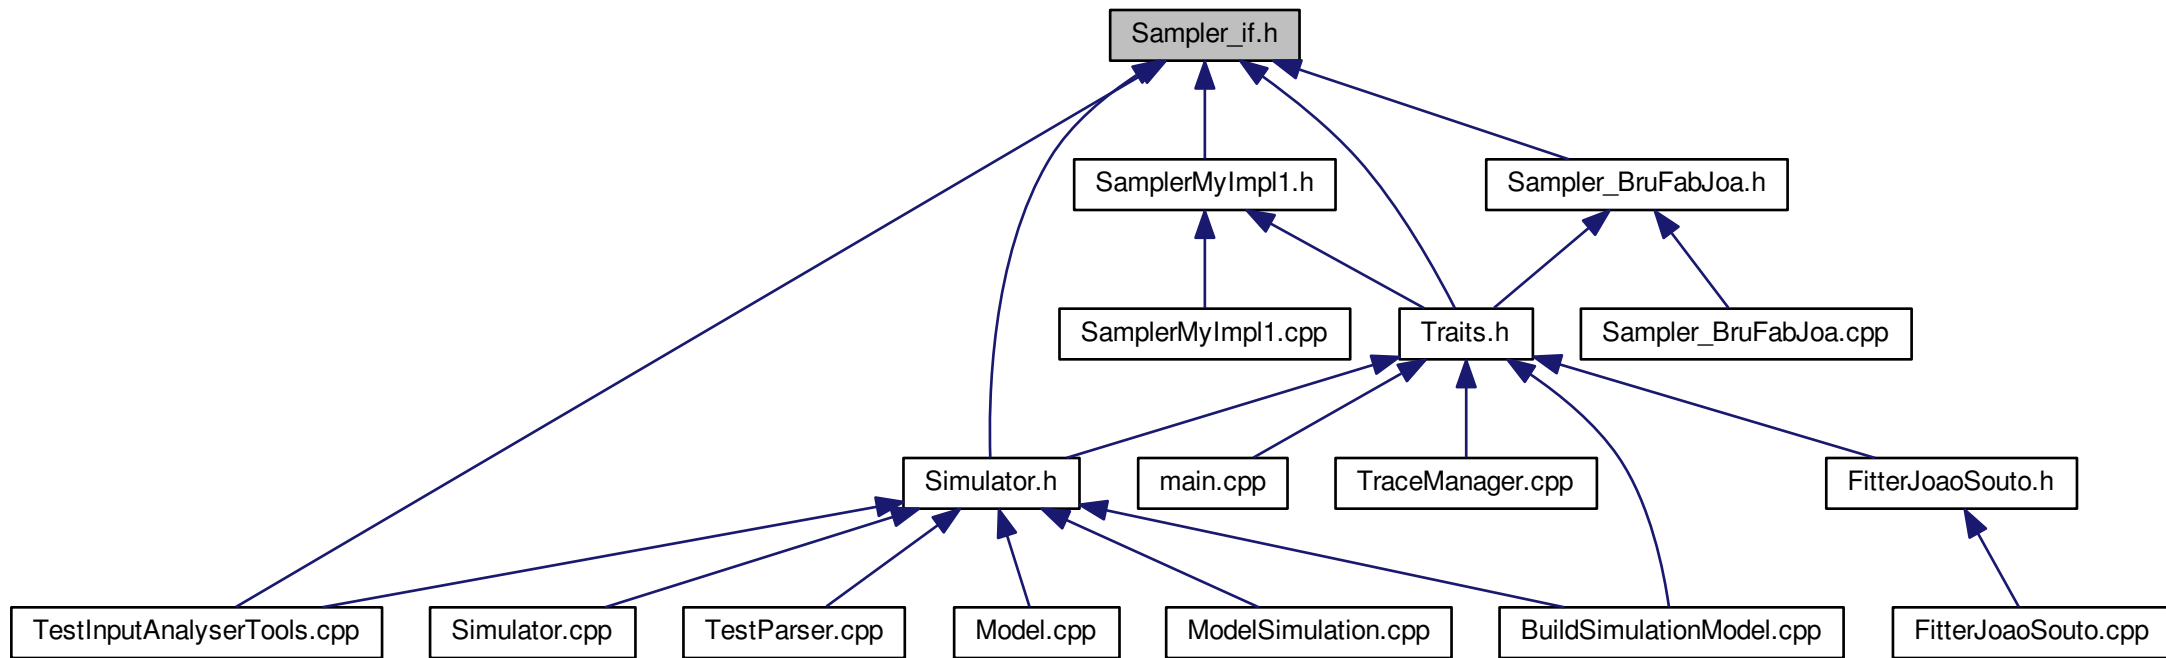 Sampler_if.h
SamplerMyImpl1.h
Sampler_BruFabJoa.h
SamplerMyImpl1.cpp
Traits.h
Sampler_BruFabJoa.cpp
Simulator.h
main.cpp
TraceManager.cpp
FitterJoaoSouto.h
TestInputAnalyserTools.cpp
Simulator.cpp
TestParser.cpp
Model.cpp
ModelSimulation.cpp
BuildSimulationModel.cpp
FitterJoaoSouto.cpp